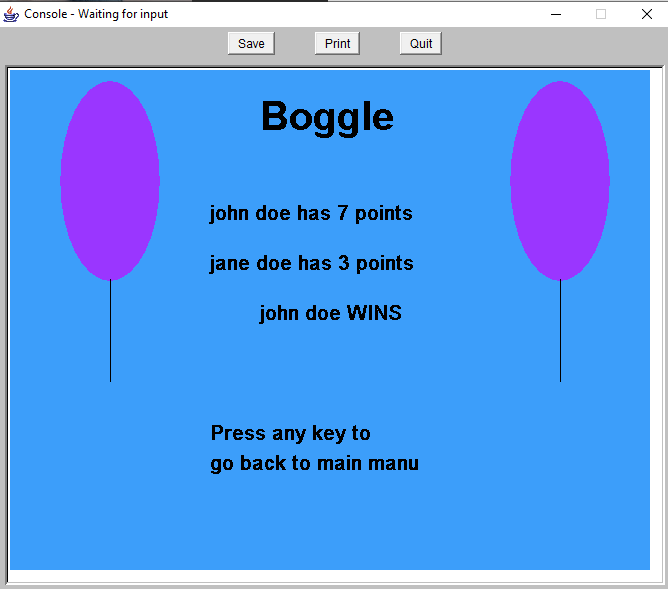 Console - Waiting for input
Save Print Quit
Boggle
john doe has 7 points
jane doe has 3 points
john doe WINS
Press any key to
go back to main manu